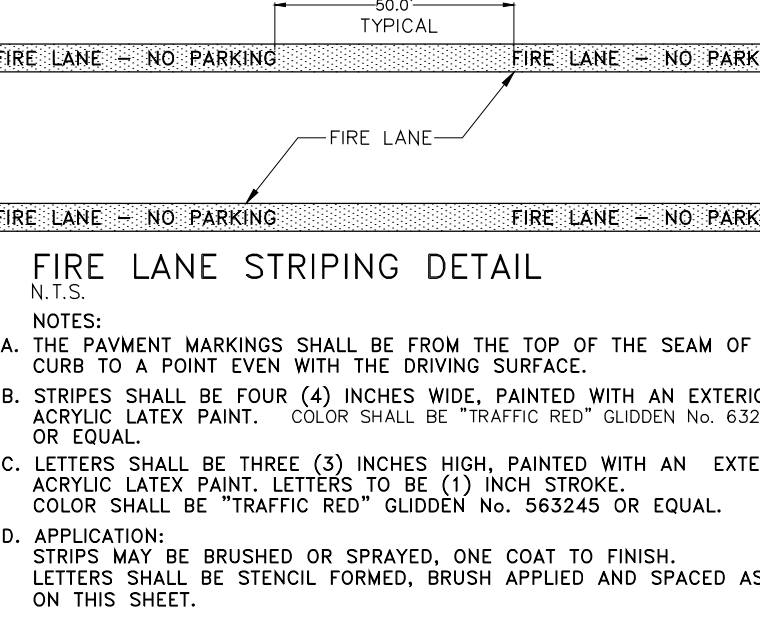 50.0'
TYPICAL
FIRE LANE – NO PARKING FIRE LANE – NO PARK
FIRE LANE
FIRE LANE – NO PARKING FIRE LANE – NO PARK
FIRE LANE STRIPING DETAIL
N.T.S.
NOTES:
A. THE PAVMENT MARKINGS SHALL BE FROM THE TOP OF THE SEAM OF
CURB TO A POINT EVEN WITH THE DRIVING SURFACE.
B. STRIPES SHALL BE FOUR (4) INCHES WIDE, PAINTED WITH AN EXTERIO
ACRYLIC LATEX PAINT. COLOR SHALL BE "TRAFFIC RED" GLIDDEN No. 632
OR EQUAL.
C. LETTERS SHALL BE THREE (3) INCHES HIGH, PAINTED WITH AN EXTE
ACRYLIC LATEX PAINT. LETTERS TO BE (1) INCH STROKE.
COLOR SHALL BE "TRAFFIC RED" GLIDDEN No. 563245 OR EQUAL.
D. APPLICATION:
STRIPS MAY BE BRUSHED OR SPRAYED, ONE COAT TO FINISH.
LETTERS SHALL BE STENCIL FORMED, BRUSH APPLIED AND SPACED AS
ON THIS SHEET.